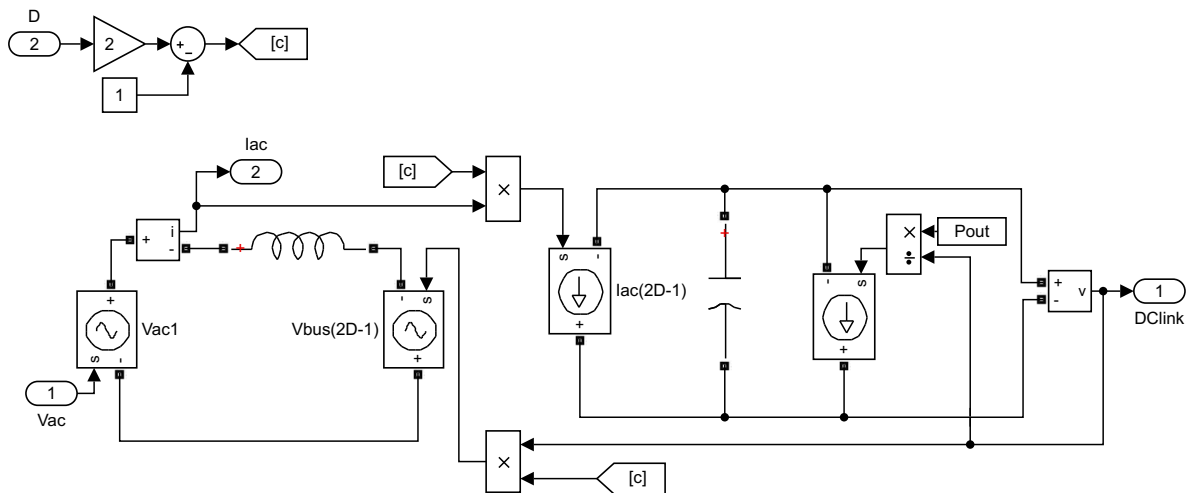 D
2
2
+
−
[c]
1
Iac
2
[c]
×
i
+
-
+
+
Vac1
s
-
1
Vac
-
s
Vbus(2D-1)
+
s
-
Iac(2D-1)
+
+
×
÷
Pout
-
s
+
+
-
v
1
DClink
×
[c]